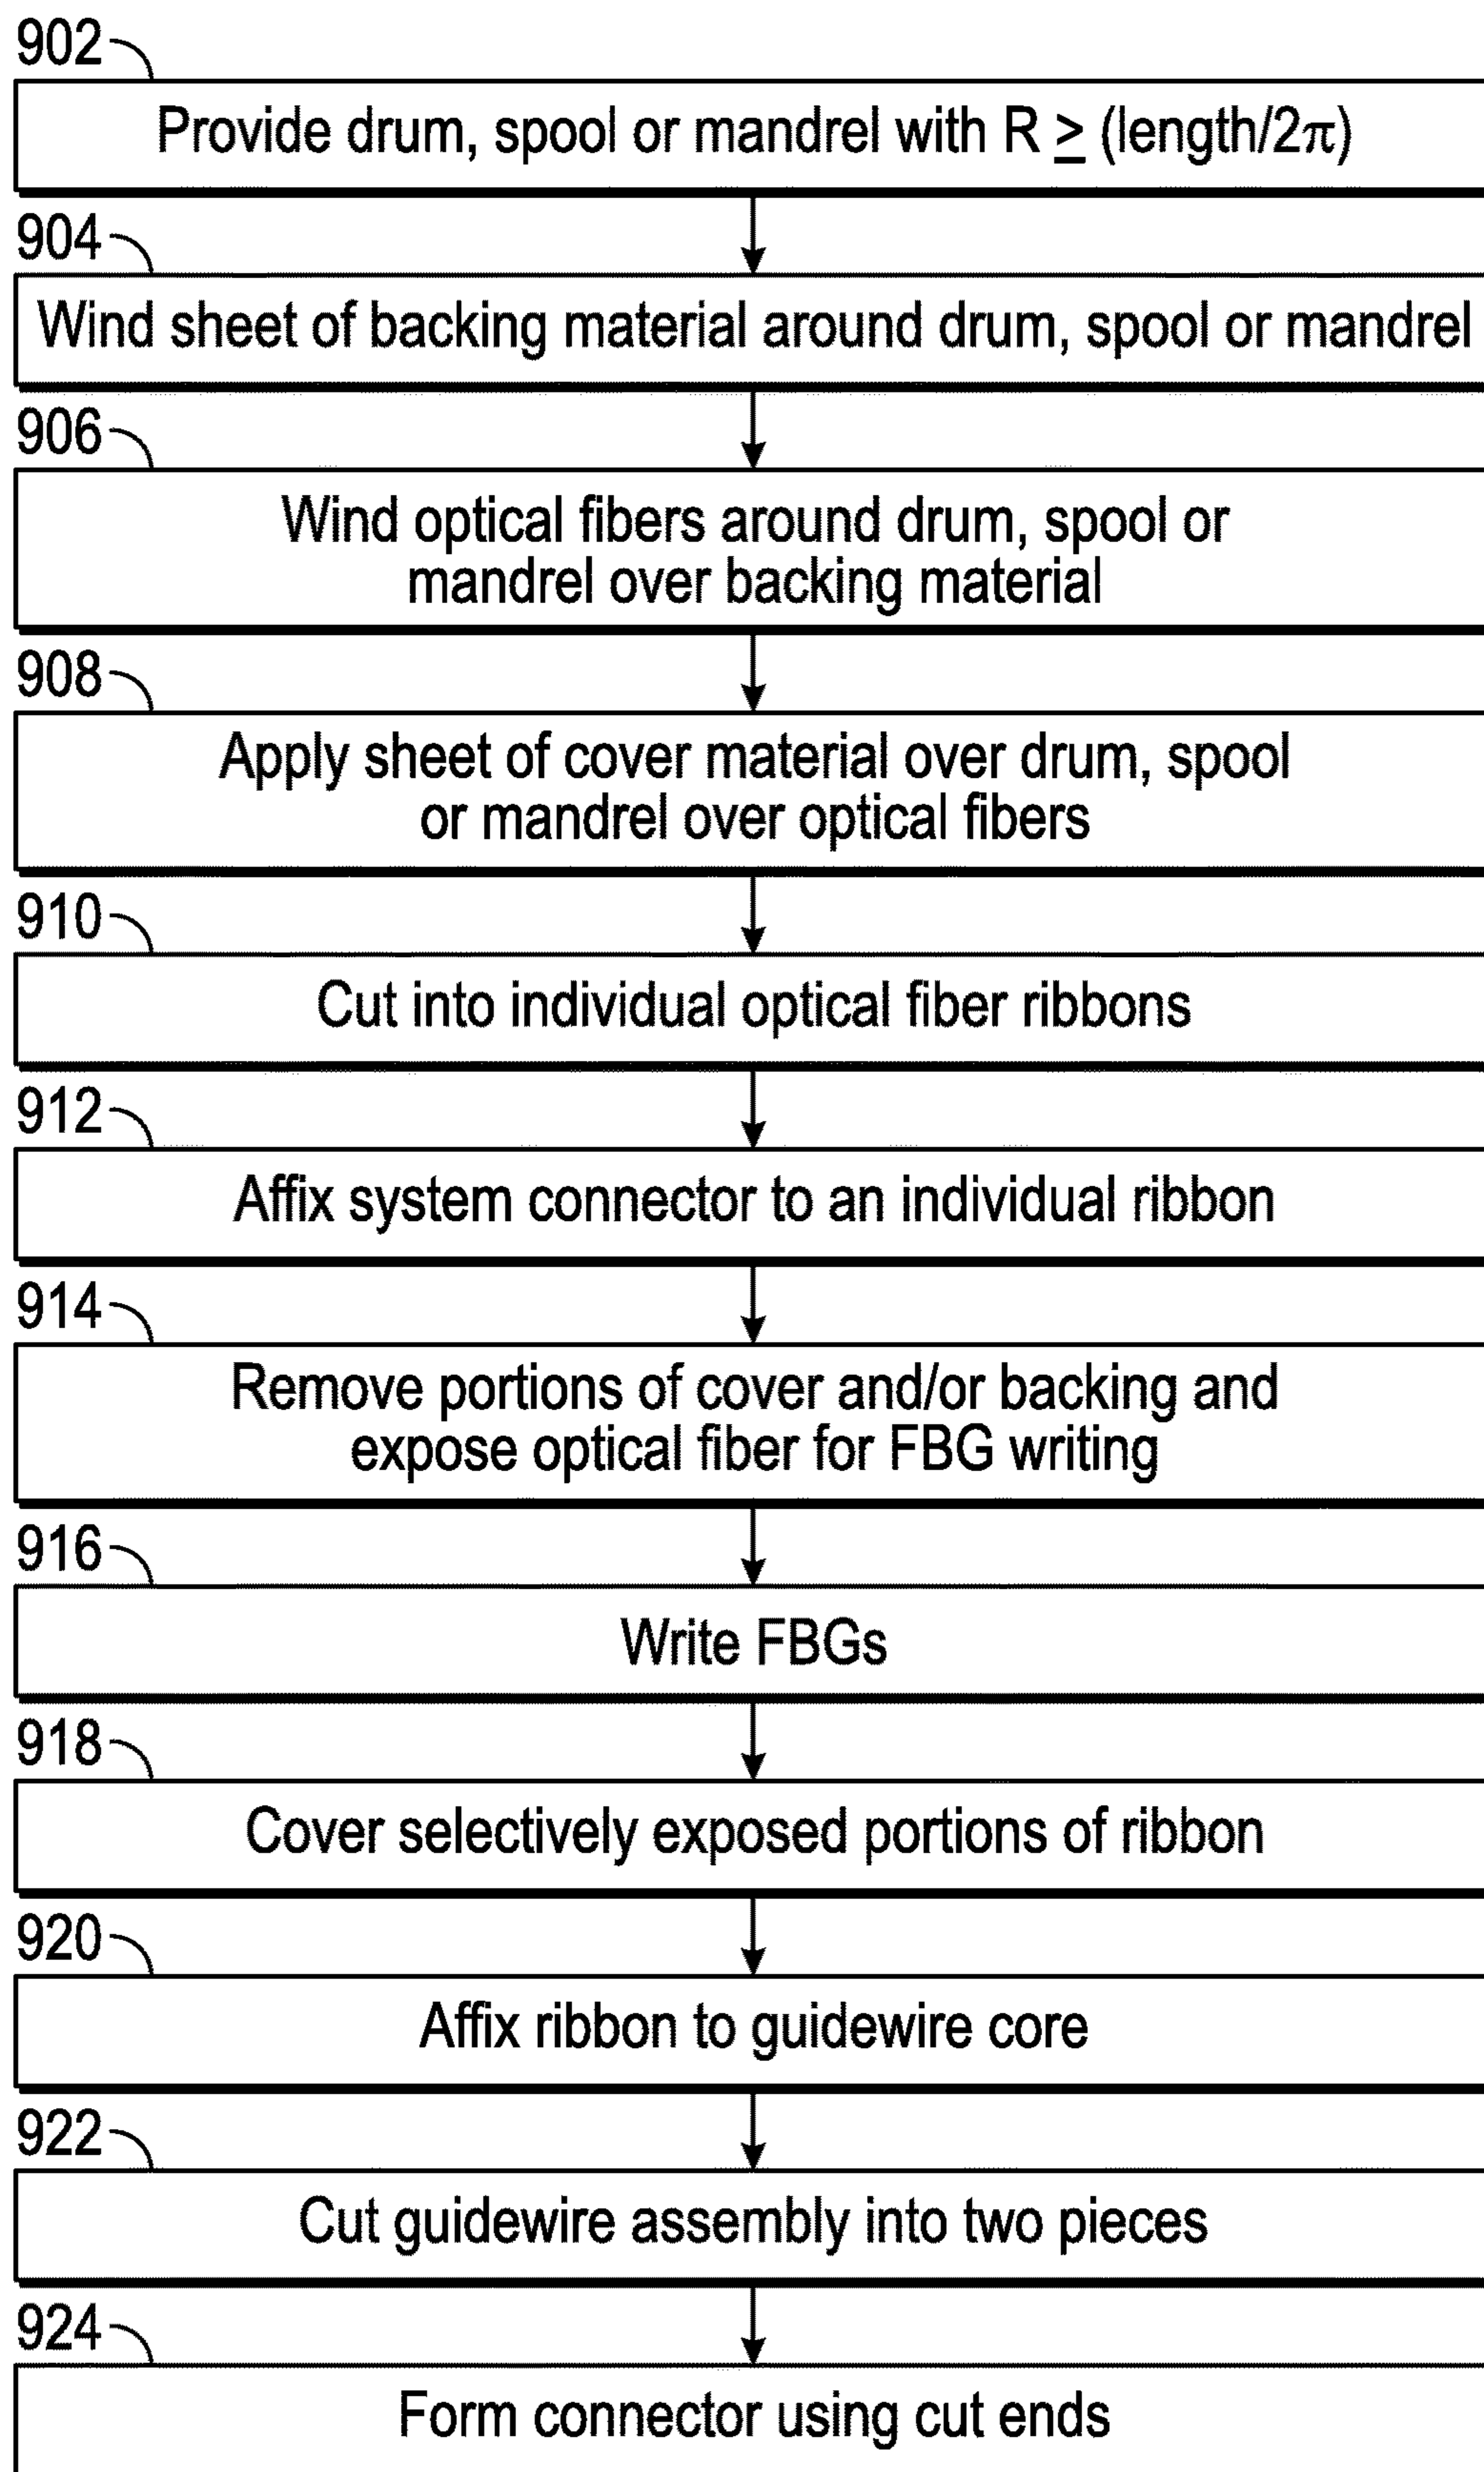 902
Provide drum, spool or mandrel with R ≥ (length/2π)
904
Wind sheet of backing material around drum, spool or mandrel
906
Wind optical fibers around drum, spool or
mandrel over backing material
908
Apply sheet of cover material over drum, spool
or mandrel over optical fibers
910
Cut into individual optical fiber ribbons
912
Affix system connector to an individual ribbon
914
Remove portions of cover and/or backing and
expose optical fiber for FBG writing
916
Write FBGs
918
Cover selectively exposed portions of ribbon
920
Affix ribbon to guidewire core
922
Cut guidewire assembly into two pieces
924
Form connector using cut ends